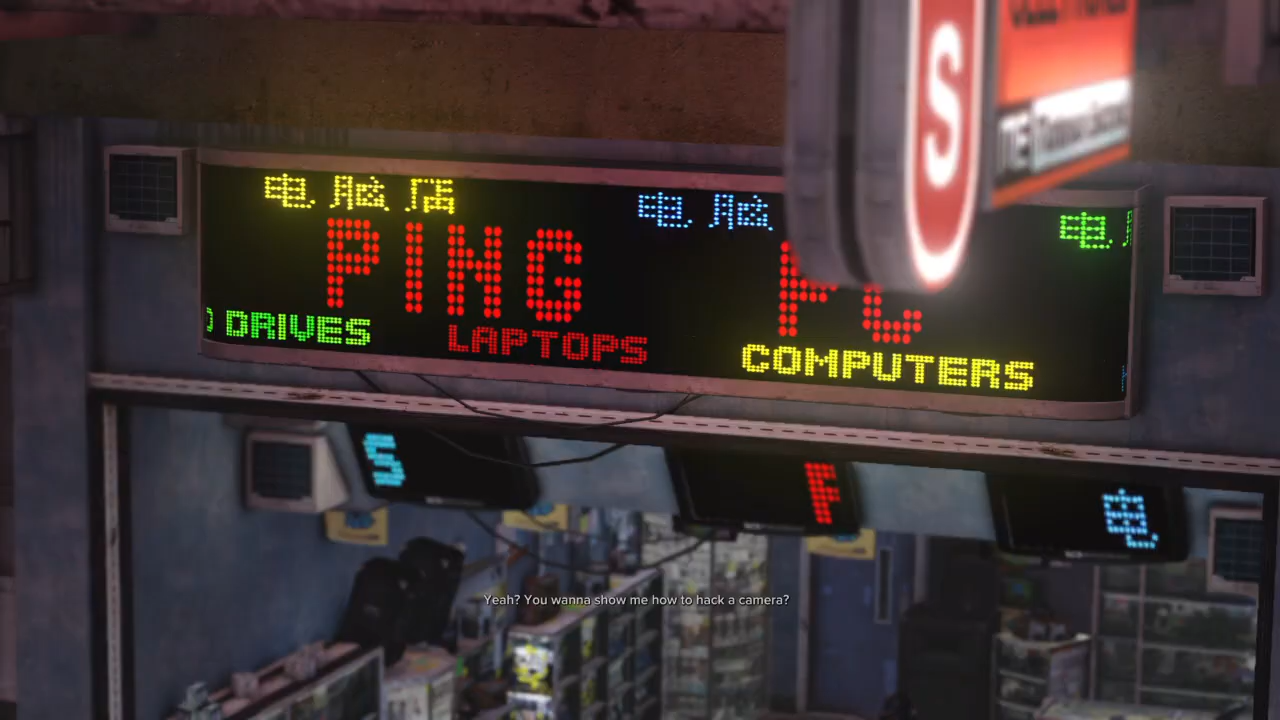 S
电脑店
电脑
电
PING
PC
DRIVES
LAPTOPS
COMPUTERS
S
F
电
Yeah? You wanna show me how to hack a camera?